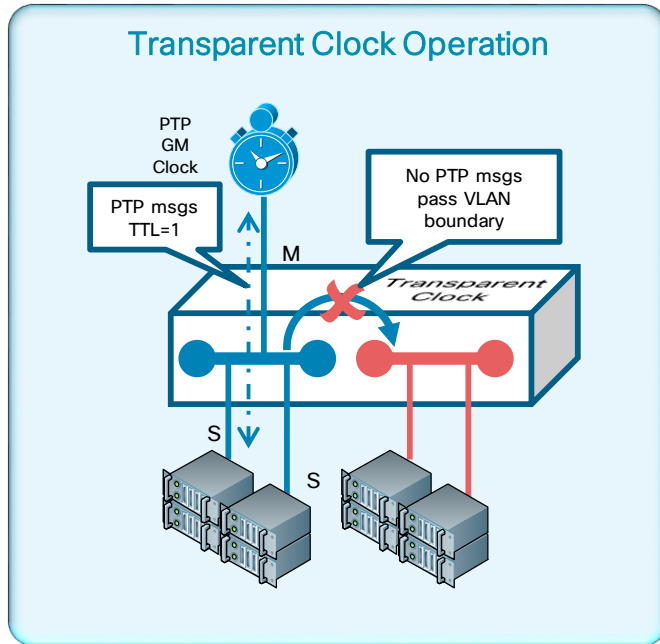 Transparent Clock Operation
PTP
GM
Clock
PTP msgs
TTL=1
No PTP msgs
pass VLAN
boundary
M
Transparent
Clock
S
S